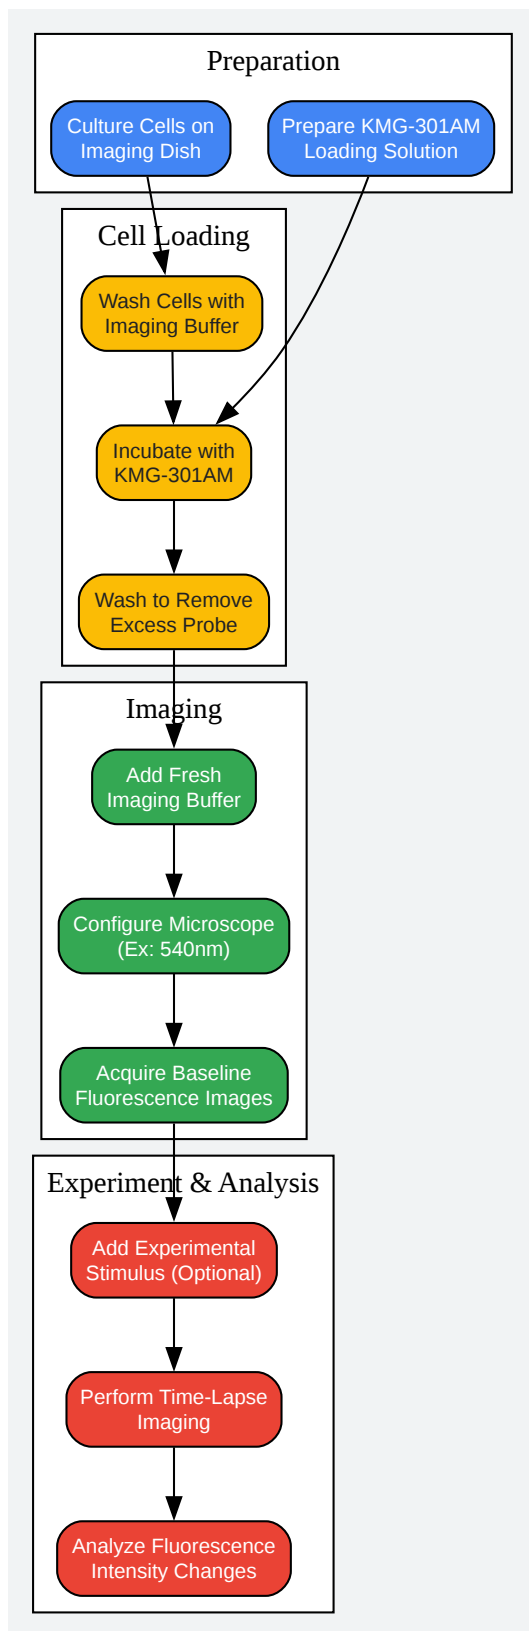 Preparation
Culture Cells on
Imaging Dish
Prepare KMG-301AM
Loading Solution
Cell Loading
Wash Cells with
Imaging Buffer
Incubate with
KMG-301AM
Wash to Remove
Excess Probe
Imaging
Add Fresh
Imaging Buffer
Configure Microscope
(Ex: 540nm)
Acquire Baseline
Fluorescence Images
Experiment & Analysis
Add Experimental
Stimulus (Optional)
Perform Time-Lapse
Imaging
Analyze Fluorescence
Intensity Changes